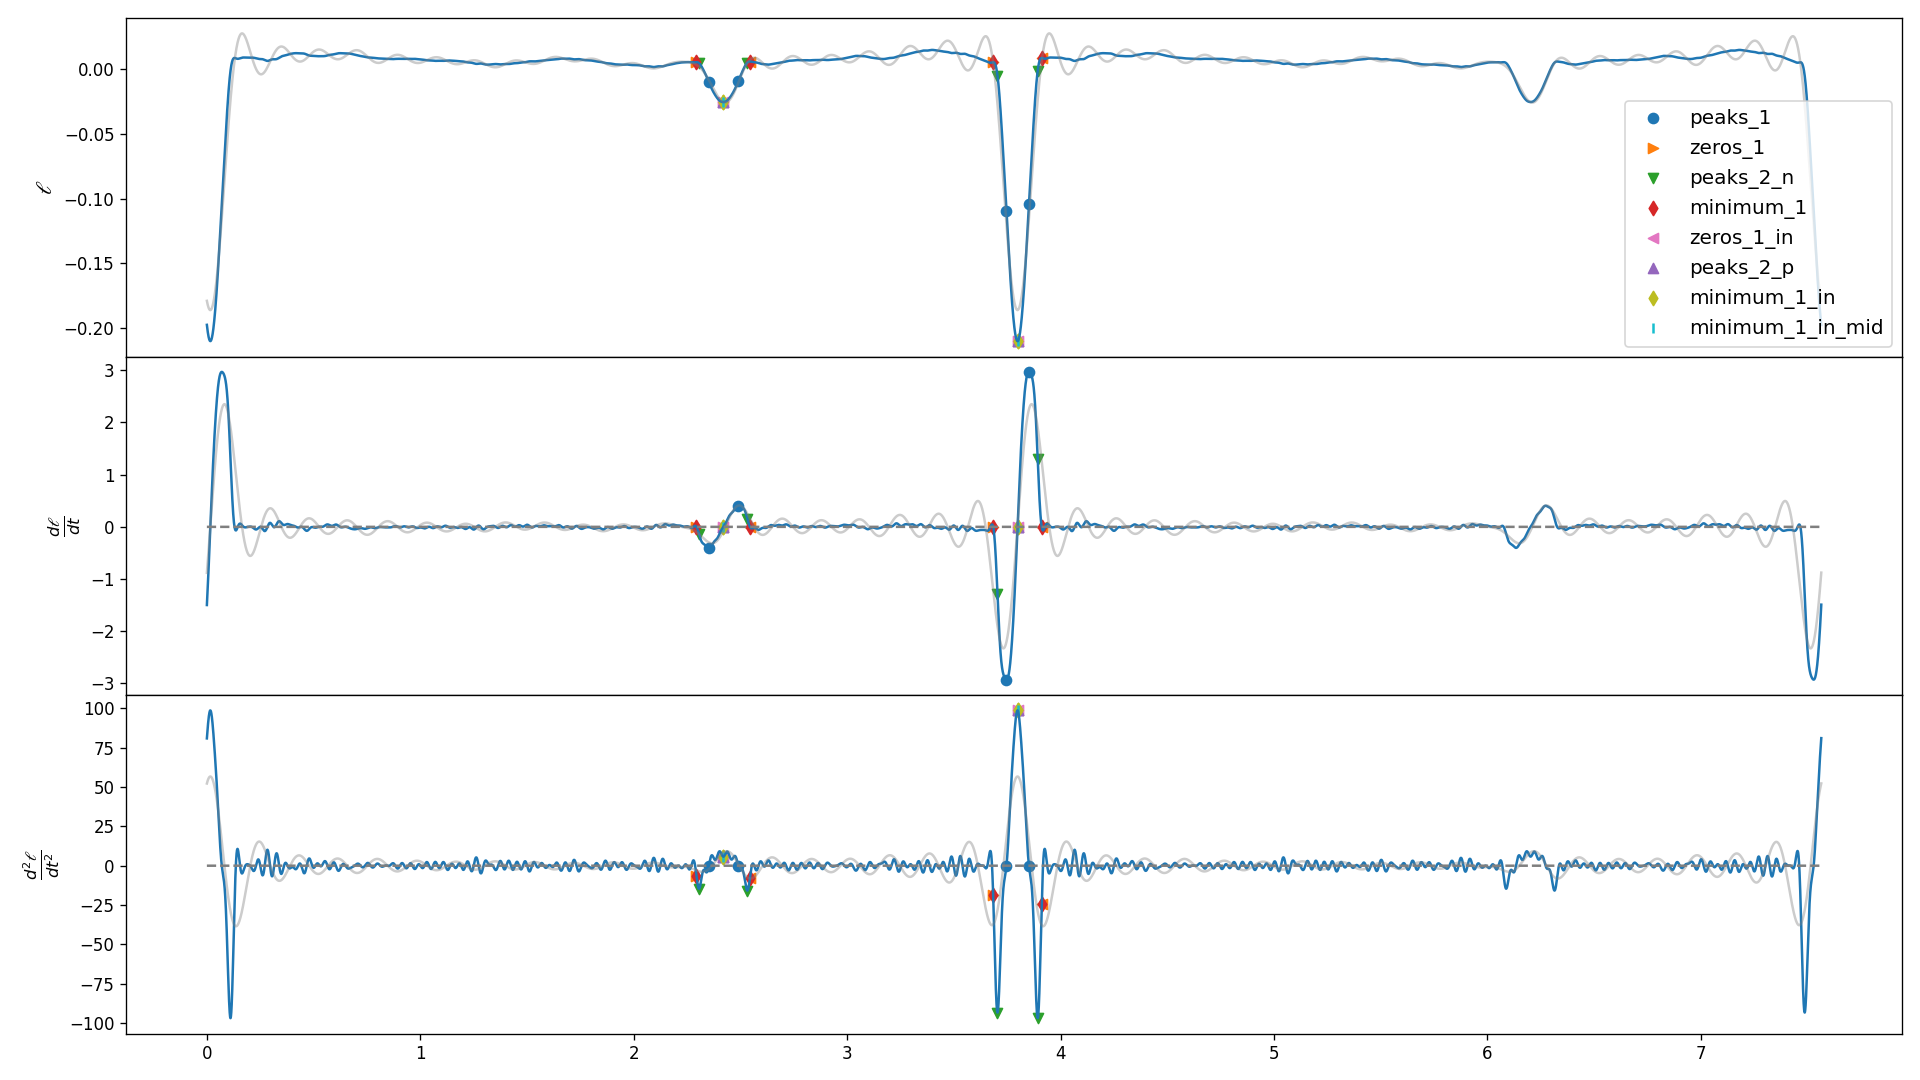 0.00
−0.05
−0.10
−0.15
−0.20
ℓ
peaks_1
zeros_1
peaks_2_n
minimum_1
zeros_1_in
peaks_2_p
minimum_1_in
minimum_1_in_mid
3
2
1
0
−1
−2
−3
dℓ
dt
100
75
50
25
0
−25
−50
−75
−100
d²ℓ
dt²
0 1 2 3 4 5 6 7